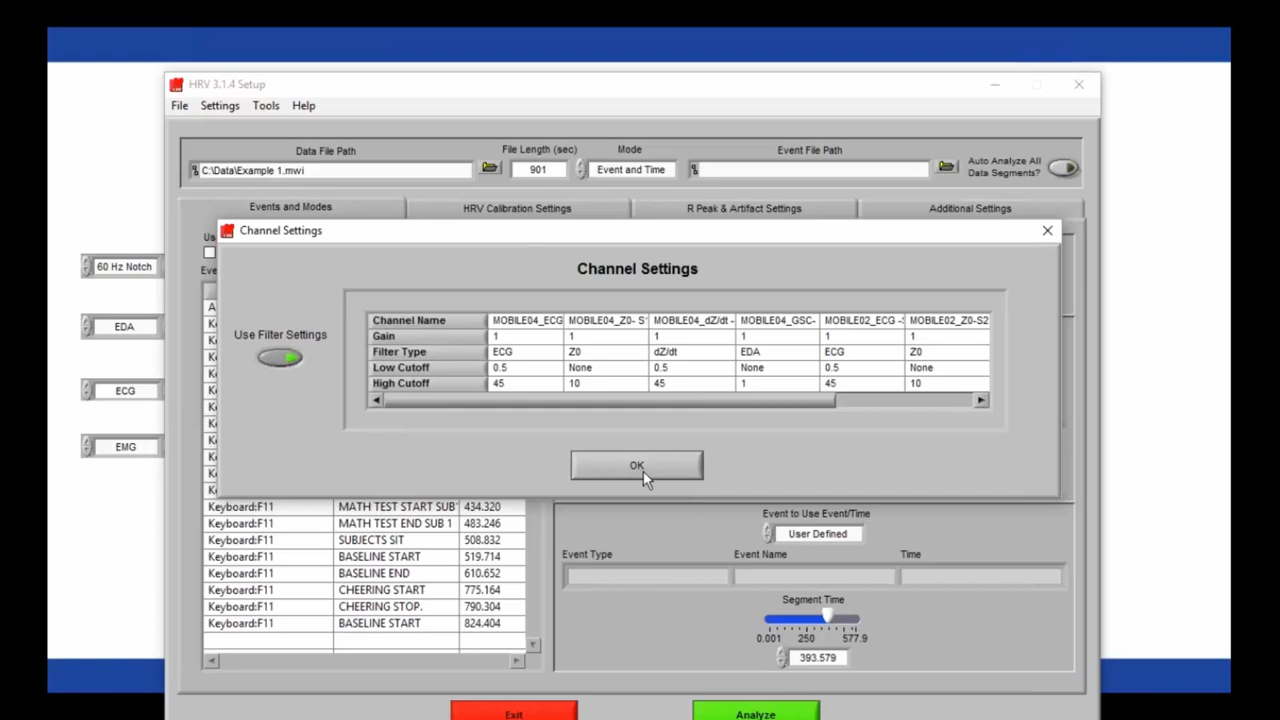 HRV 3.1.4 Setup
File Settings Tools Help
Data File Path File Length (sec) Mode Event File Path Auto Analyze All
Data Segments?
C:\Data\Example 1.mwi 901 Event and Time
Events and Modes HRV Calibration Settings R Peak & Artifact Settings Additional Settings
Channel Settings
Channel Settings
60 Hz Notch
EDA
ECG
EMG
Use Filter Settings
Channel Name MOBILE04_ECG MOBILE04_Z0- S MOBILE04_dZ/dt - MOBILE04_GSC- MOBILE02_ECG - MOBILE02_Z0-S2
Gain 1 1 1 1 1 1
Filter Type ECG Z0 dZ/dt EDA ECG Z0
Low Cutoff 0.5 None 0.5 None 0.5 None
High Cutoff 45 10 45 1 45 10
OK
Keyboard:F11 MATH TEST START SUB 434.320
Keyboard:F11 MATH TEST END SUB 1 483.246
Keyboard:F11 SUBJECTS SIT 508.832
Keyboard:F11 BASELINE START 519.714
Keyboard:F11 BASELINE END 610.652
Keyboard:F11 CHEERING START 775.164
Keyboard:F11 CHEERING STOP. 790.304
Keyboard:F11 BASELINE START 824.404
Event to Use Event/Time
User Defined
Event Type Event Name Time
Segment Time
0.001 250 577.9
393.579
Exit Analyze